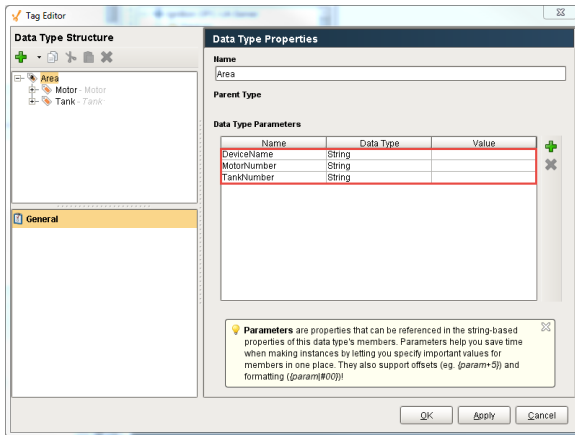 Tag Editor
Data Type Structure
Area
Motor - Motor
Tank - Tank
General
Data Type Properties
Name
Area
Parent Type
Data Type Parameters
Name Data Type Value
DeviceName String
MotorNumber String
TankNumber String
Parameters are properties that can be referenced in the string-based
properties of this data type's members. Parameters help you save time
when making instances by letting you specify important values for
members in one place. They also support offsets (eg. {param+5}) and
formatting ({param|#00})!
OK Apply Cancel